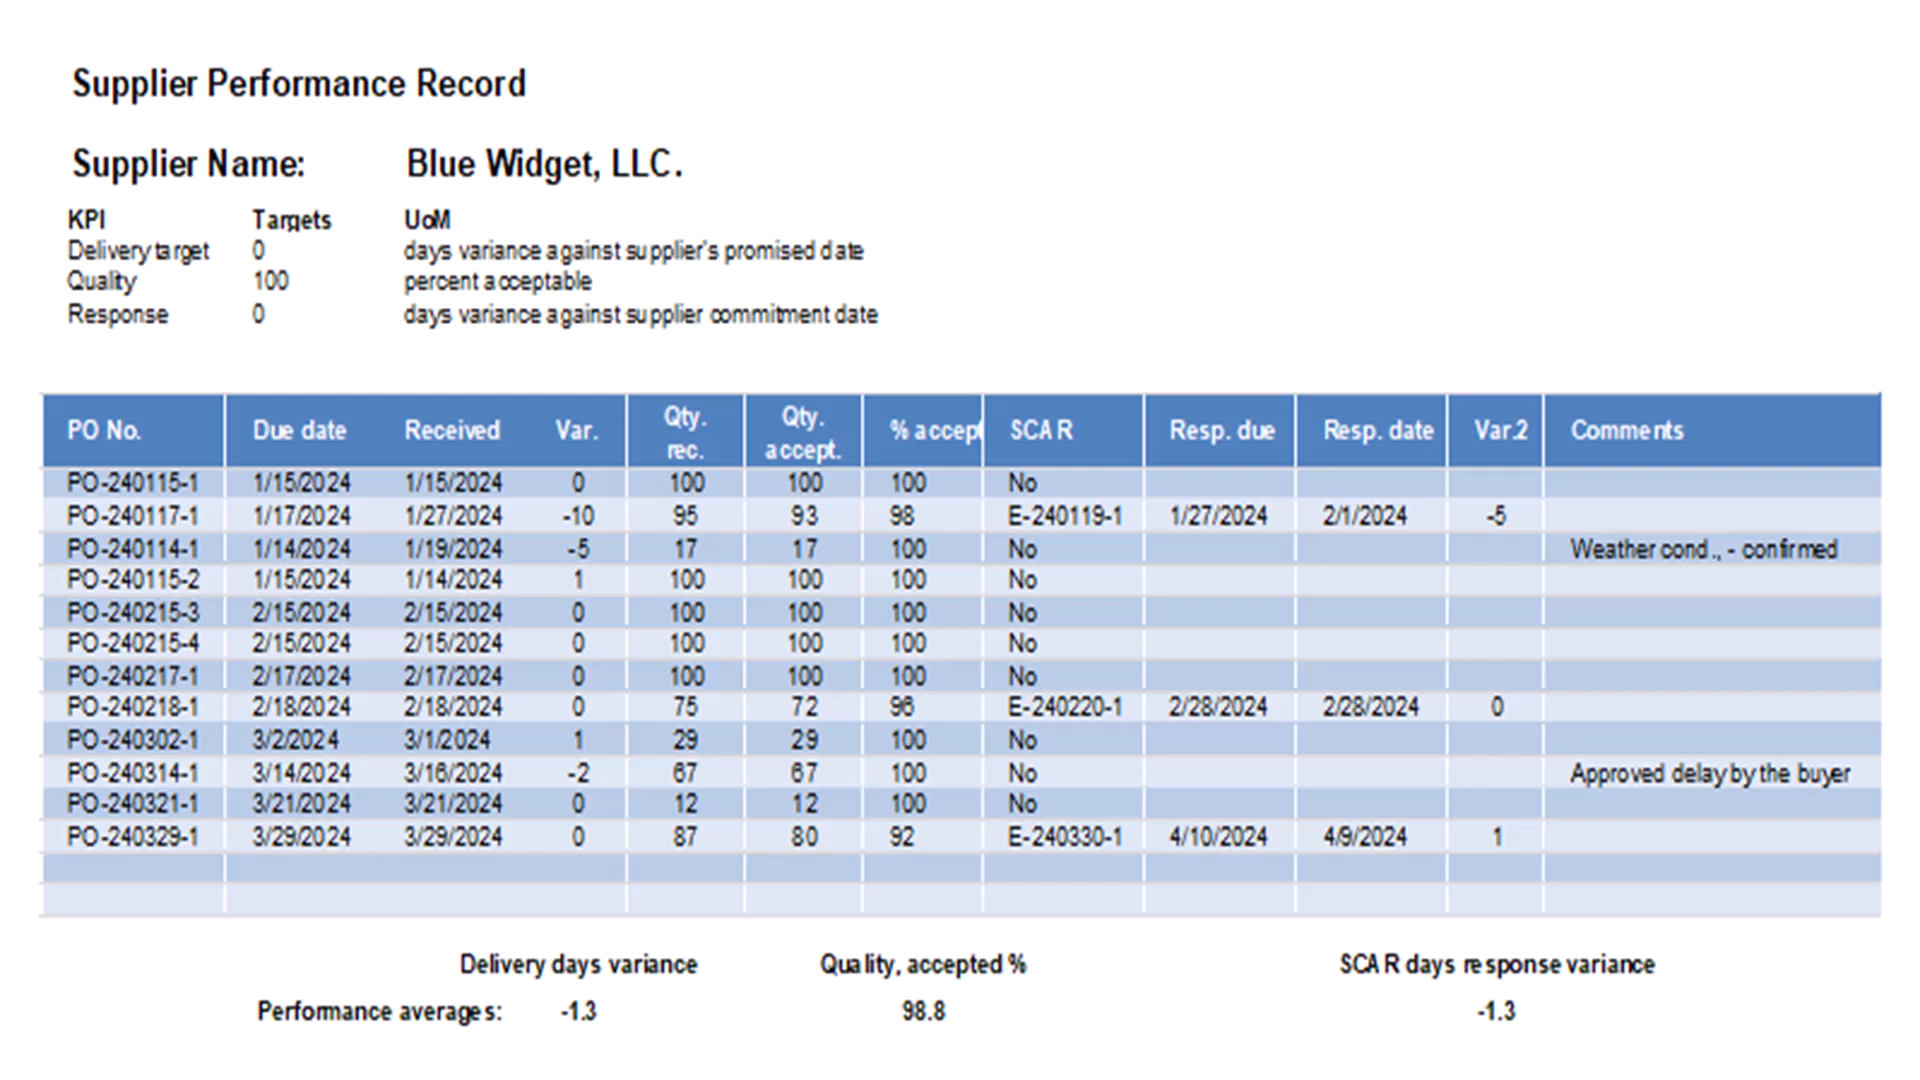 Supplier Performance Record
Supplier Name: Blue Widget, LLC.
KPI Targets UoM
Delivery target 0 days variance against supplier's promised date
Quality 100 percent acceptable
Response 0 days variance against supplier commitment date
PO No. Due date Received Var. Qty. rec. Qty. accept. % accept SCAR Resp. due Resp. date Var.2 Comments
PO-240115-1 1/15/2024 1/15/2024 0 100 100 100 No
PO-240117-1 1/17/2024 1/27/2024 -10 95 93 98 E-240119-1 1/27/2024 2/1/2024 -5
PO-240114-1 1/14/2024 1/19/2024 -5 17 17 100 No Weather cond., - confirmed
PO-240115-2 1/15/2024 1/14/2024 1 100 100 100 No
PO-240215-3 2/15/2024 2/15/2024 0 100 100 100 No
PO-240215-4 2/15/2024 2/15/2024 0 100 100 100 No
PO-240217-1 2/17/2024 2/17/2024 0 100 100 100 No
PO-240218-1 2/18/2024 2/18/2024 0 75 72 96 E-240220-1 2/28/2024 2/28/2024 0
PO-240302-1 3/2/2024 3/1/2024 1 29 29 100 No
PO-240314-1 3/14/2024 3/16/2024 -2 67 67 100 No Approved delay by the buyer
PO-240321-1 3/21/2024 3/21/2024 0 12 12 100 No
PO-240329-1 3/29/2024 3/29/2024 0 87 80 92 E-240330-1 4/10/2024 4/9/2024 1
Delivery days variance Quality, accepted % SCAR days response variance
Performance averages: -1.3 98.8 -1.3